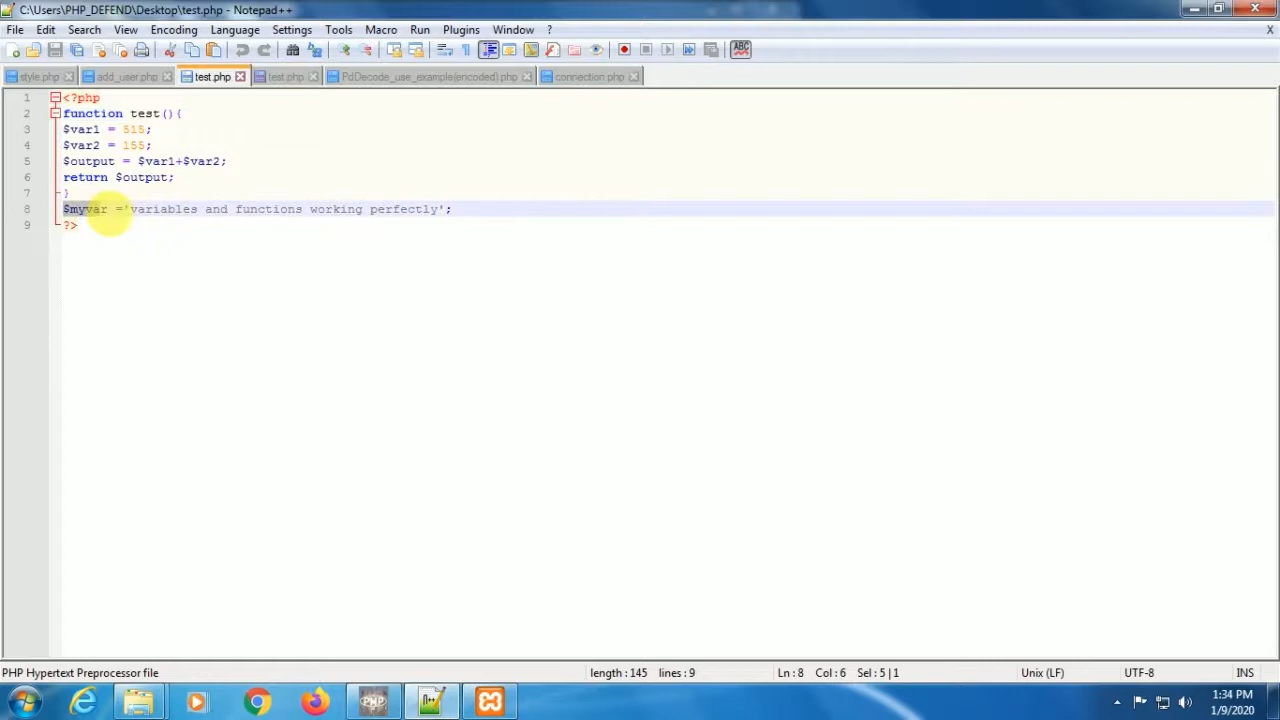 C:\Users\PHP_DEFEND\Desktop\test.php - Notepad++
File Edit Search View Encoding Language Settings Tools Macro Run Plugins Window ? X
style.php add_user.php test.php test.php PdDecode_use_example(encoded).php connection.php
1 <?php
2 function test(){
3 $var1 = 515;
4 $var2 = 155;
5 $output = $var1+$var2;
6 return $output;
7 }
8 $myvar ='variables and functions working perfectly';
9 ?>
PHP Hypertext Preprocessor file length : 145 lines : 9 Ln : 8 Col : 6 Sel : 5 | 1 Unix (LF) UTF-8 INS
1:34 PM
1/9/2020